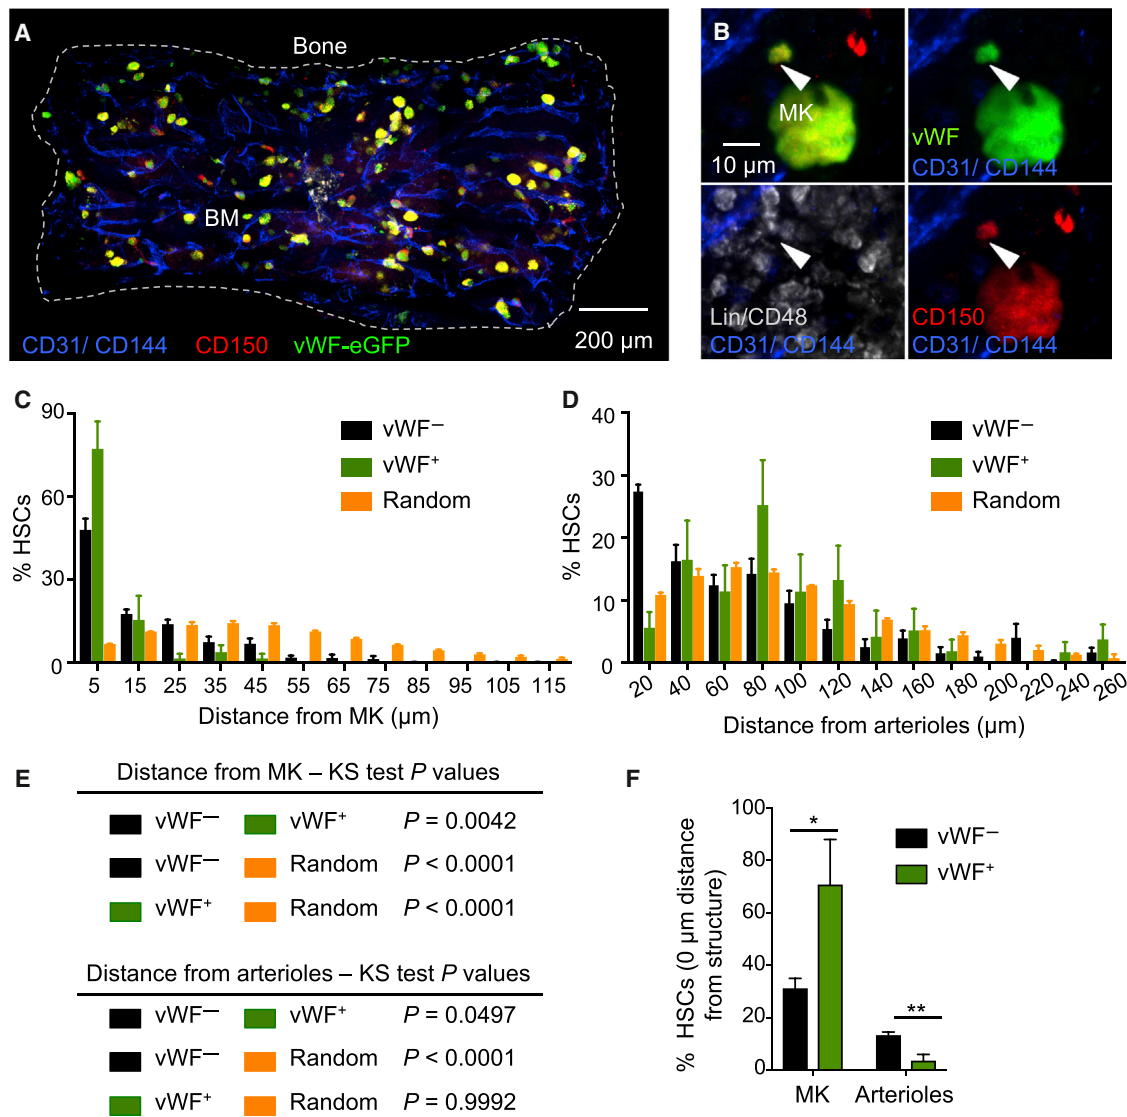 A
Bone
BM
200 µm
CD31/ CD144 CD150 vWF-eGFP
B
MK
10 µm
vWF
CD31/ CD144
Lin/CD48
CD31/ CD144
CD150
CD31/ CD144
C
% HSCs
90
60
30
0
vWF—
vWF+
Random
5 15 25 35 45 55 65 75 85 95 105 115
Distance from MK (µm)
D
% HSCs
40
30
20
10
0
vWF—
vWF+
Random
20 40 60 80 100 120 140 160 180 200 220 240 260
Distance from arterioles (µm)
E
Distance from MK – KS test P values
vWF— vWF+ P = 0.0042
vWF— Random P < 0.0001
vWF+ Random P < 0.0001
Distance from arterioles – KS test P values
vWF— vWF+ P = 0.0497
vWF— Random P < 0.0001
vWF+ Random P = 0.9992
F
% HSCs (0 µm distance
from structure)
100
80
60
40
20
0
*
**
vWF–
vWF+
MK Arterioles